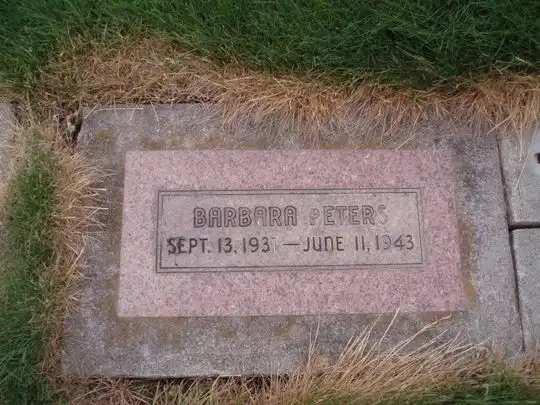 BARBARA PETERS
SEPT. 13, 1931 — JUNE 11, 1943